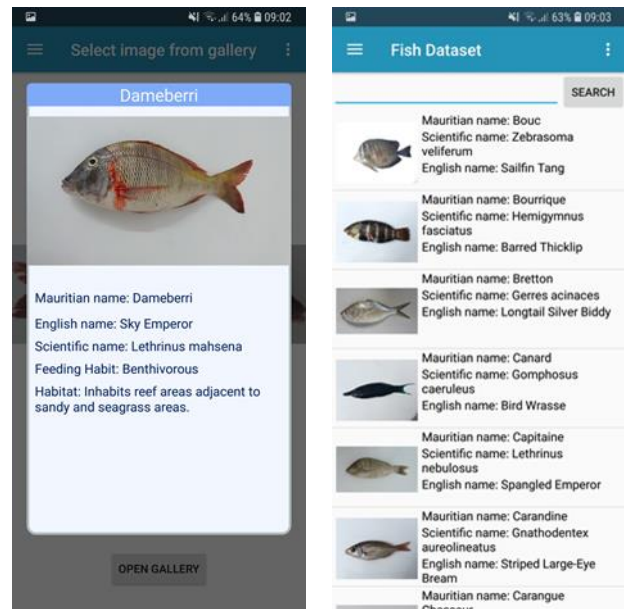 64% 09:02
Select image from gallery
Dameberri
Mauritian name: Dameberri
English name: Sky Emperor
Scientific name: Lethrinus mahsena
Feeding Habit: Benthivorous
Habitat: Inhabits reef areas adjacent to
sandy and seagrass areas.
OPEN GALLERY
63% 09:03
Fish Dataset
SEARCH
Mauritian name: Bouc
Scientific name: Zebrasoma
veliferum
English name: Sailfin Tang
Mauritian name: Bourrique
Scientific name: Hemigymnus
fasciatus
English name: Barred Thicklip
Mauritian name: Bretton
Scientific name: Gerres acinaces
English name: Longtail Silver Biddy
Mauritian name: Canard
Scientific name: Gomphosus
caeruleus
English name: Bird Wrasse
Mauritian name: Capitaine
Scientific name: Lethrinus
nebulosus
English name: Spangled Emperor
Mauritian name: Carandine
Scientific name: Gnathodentex
aureolineatus
English name: Striped Large-Eye
Bream
Mauritian name: Carangue